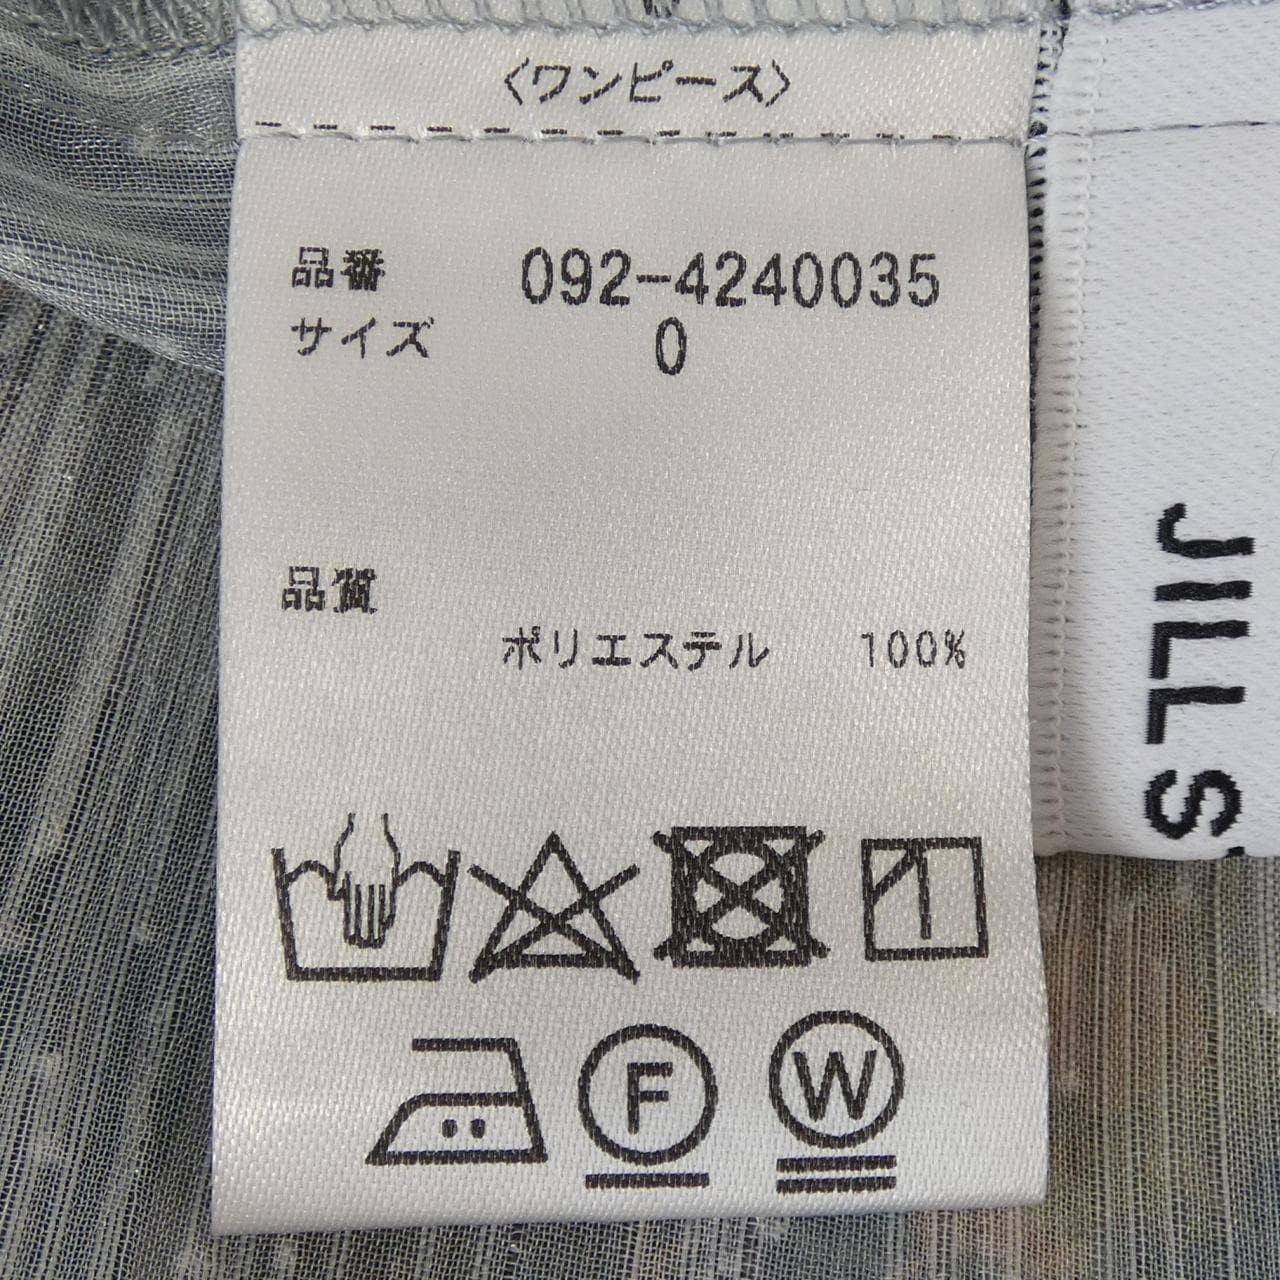 〈ワンピース〉
品番 092-4240035
サイズ 0
品質
ポリエステル 100%
F
W
JILL S